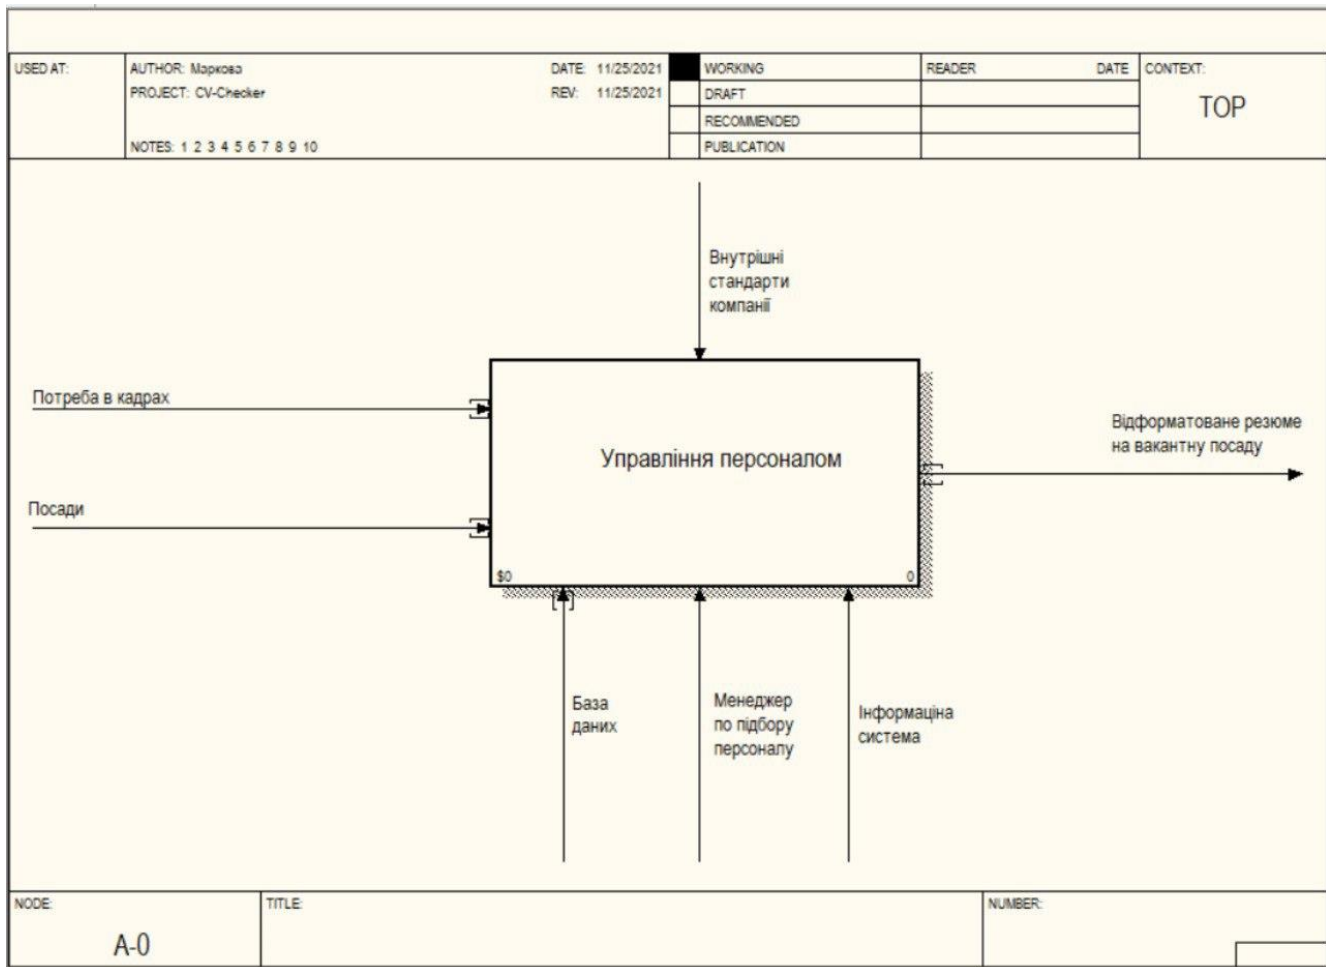 USED AT:
AUTHOR: Маркова
DATE: 11/25/2021
PROJECT: CV-Checker
REV: 11/25/2021
NOTES: 1 2 3 4 5 6 7 8 9 10
WORKING
DRAFT
RECOMMENDED
PUBLICATION
READER
DATE
CONTEXT:
TOP
Внутрішні
стандарти
компанії
Потреба в кадрах
Посади
Управління персоналом
$0
0
Відформатоване резюме
на вакантну посаду
База
даних
Менеджер
по підбору
персоналу
Інформаціна
система
NODE:
A-0
TITLE:
NUMBER: